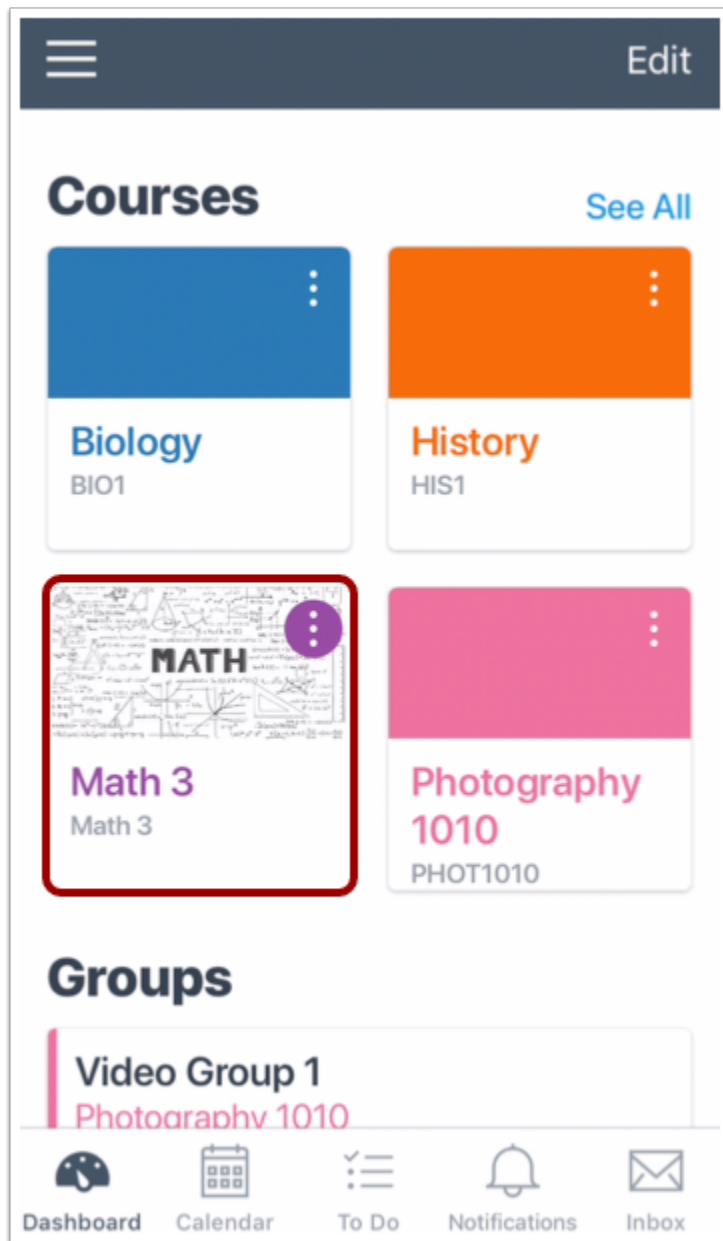 Edit
Courses
See All
Biology
BIO1
History
HIS1
MATH
Math 3
Math 3
Photography
1010
PHOT1010
Groups
Video Group 1
Photography 1010
Dashboard
Calendar
To Do
Notifications
Inbox